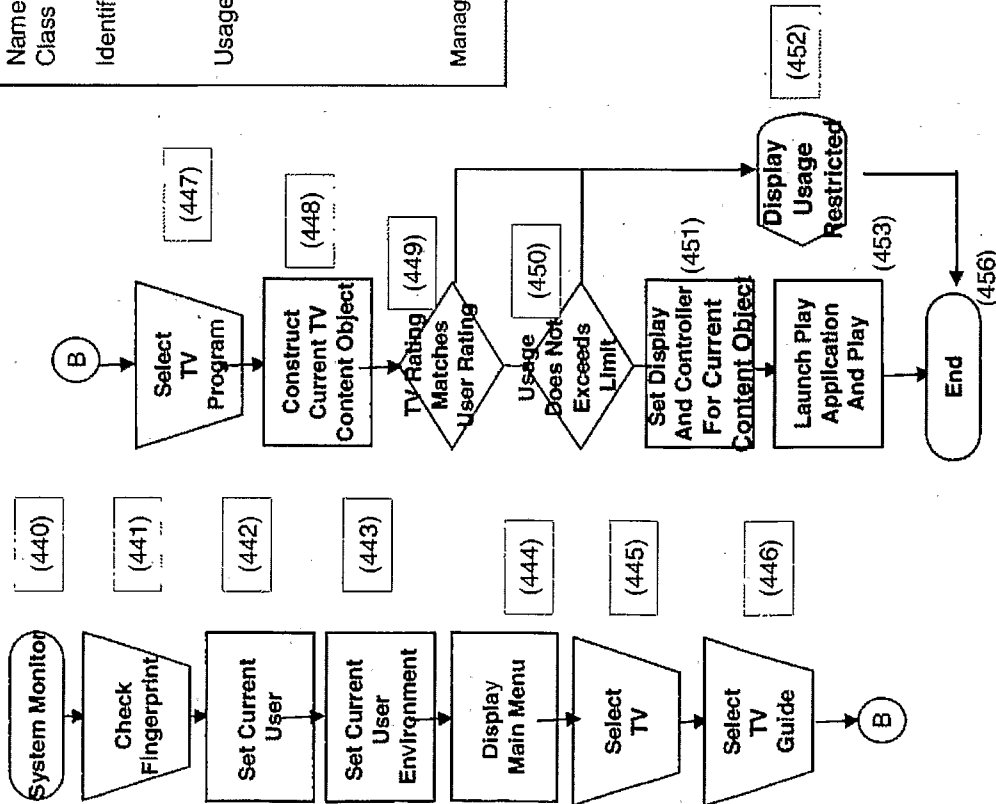 System Monitor
(440)
Check
Fingerprint
(441)
Set Current
User
(442)
Set Current
User
Environment
(443)
Display
Main Menu
(444)
Select
TV
(445)
Select
TV
Guide
(446)
B
B
Select
TV
Program
(447)
Construct
Current TV
Content Object
(448)
TV Rating
Matches
User Rating
(449)
Usage
Does Not
Exceeds
Limit
(450)
Set Display
And Controller
For Current
Content Object
(451)
Display
Usage
Restricted
(452)
Launch Play
Application
And Play
(453)
End
(456)
Name
Class
Identif
Usage
Manag